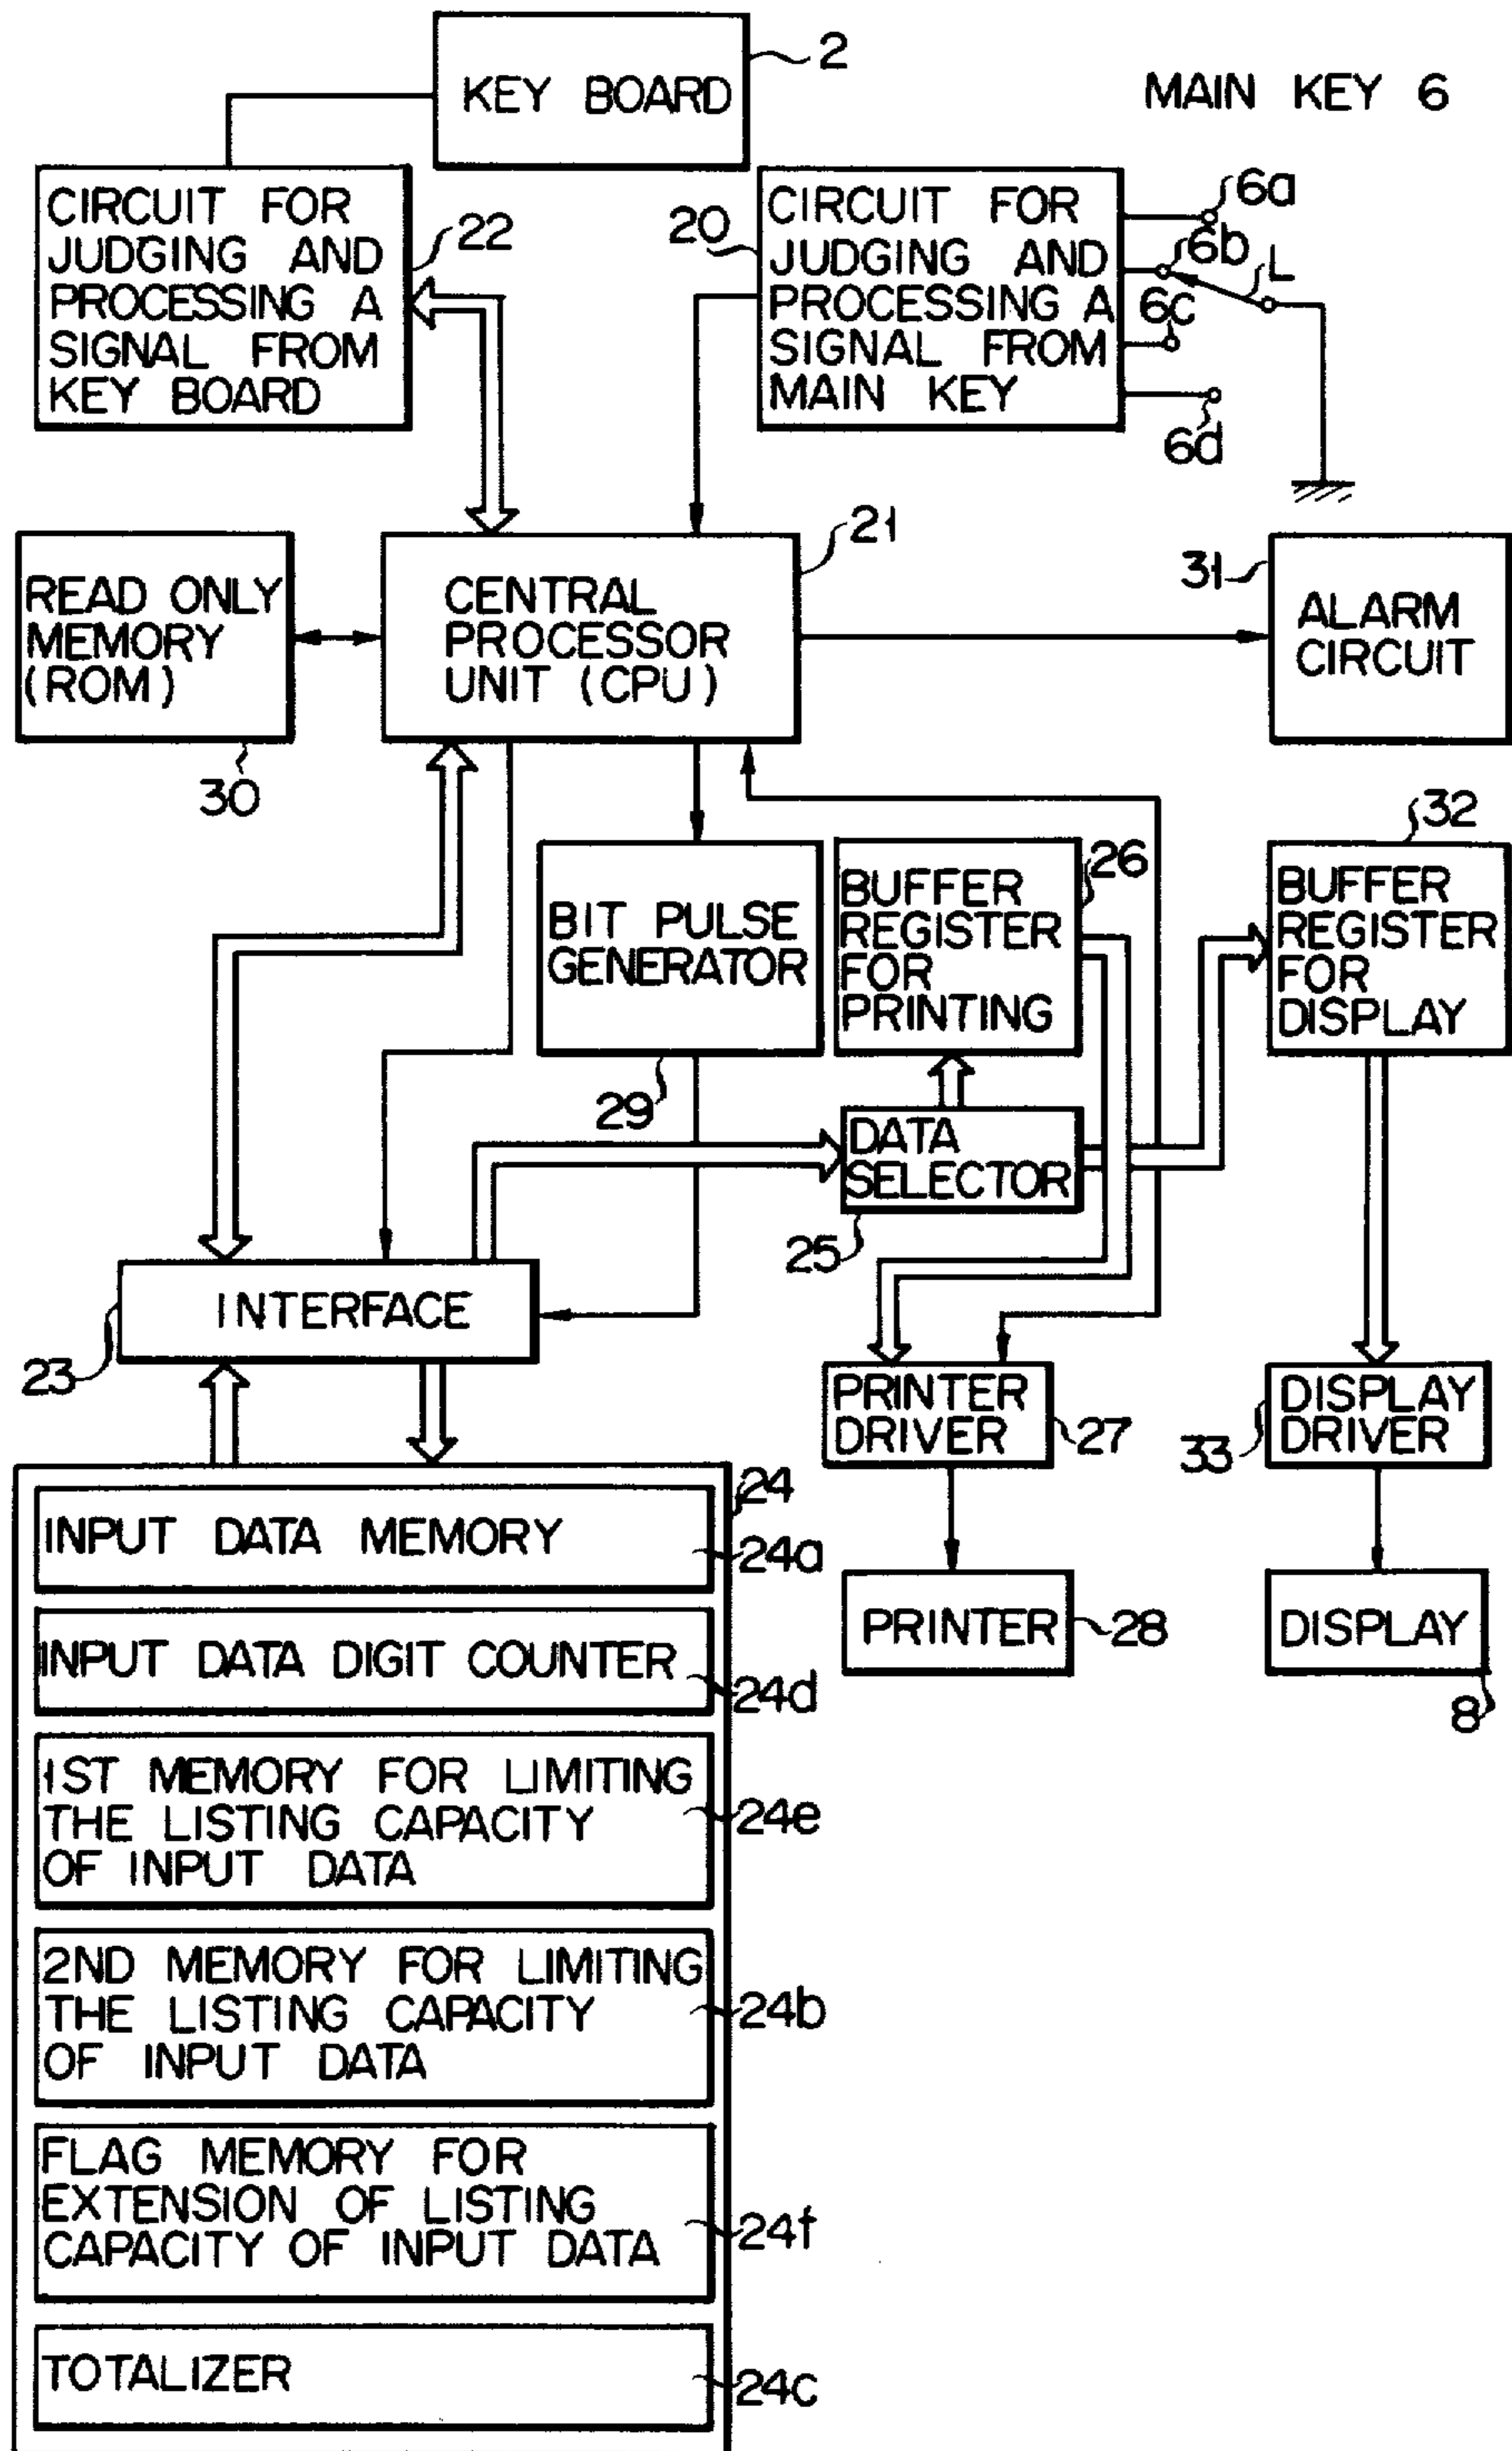 KEY BOARD
2
MAIN KEY 6
CIRCUIT FOR
JUDGING AND
PROCESSING A
SIGNAL FROM
KEY BOARD
22
20
CIRCUIT FOR
JUDGING AND
PROCESSING A
SIGNAL FROM
MAIN KEY
6a
6b
L
6c
6d
READ ONLY
MEMORY
(ROM)
30
CENTRAL
PROCESSOR
UNIT (CPU)
21
31
ALARM
CIRCUIT
BIT PULSE
GENERATOR
29
BUFFER
REGISTER
FOR
PRINTING
26
32
BUFFER
REGISTER
FOR
DISPLAY
DATA
SELECTOR
25
INTERFACE
23
PRINTER
DRIVER
27
DISPLAY
DRIVER
33
24
INPUT DATA MEMORY
24a
PRINTER
28
DISPLAY
8
INPUT DATA DIGIT COUNTER
24d
1ST MEMORY FOR LIMITING
THE LISTING CAPACITY
OF INPUT DATA
24e
2ND MEMORY FOR LIMITING
THE LISTING CAPACITY
OF INPUT DATA
24b
FLAG MEMORY FOR
EXTENSION OF LISTING
CAPACITY OF INPUT DATA
24f
TOTALIZER
24c